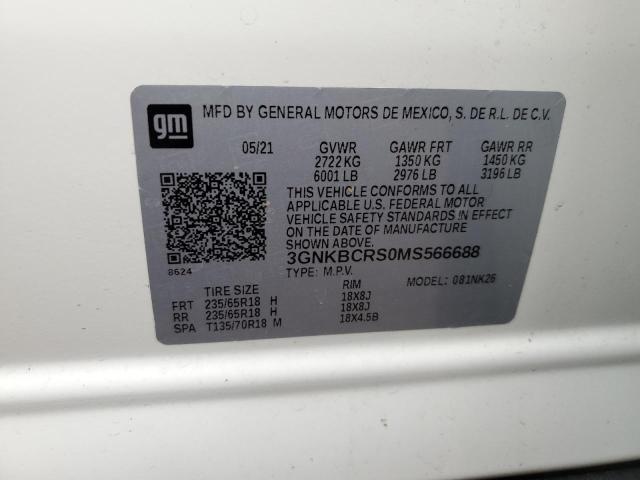 gm
MFD BY GENERAL MOTORS DE MEXICO, S. DE R.L. DE C.V.
05/21 GVWR GAWR FRT GAWR RR
2722 KG 1350 KG 1450 KG
6001 LB 2976 LB 3196 LB
THIS VEHICLE CONFORMS TO ALL
APPLICABLE U.S. FEDERAL MOTOR
VEHICLE SAFETY STANDARDS IN EFFECT
ON THE DATE OF MANUFACTURE
SHOWN ABOVE.
3GNKBCRS0MS566688
8624
TYPE: M.P.V. MODEL: 081NK26
TIRE SIZE RIM
FRT 235/65R18 H 18X8J
RR 235/65R18 H 18X8J
SPA T135/70R18 M 18X4.5B